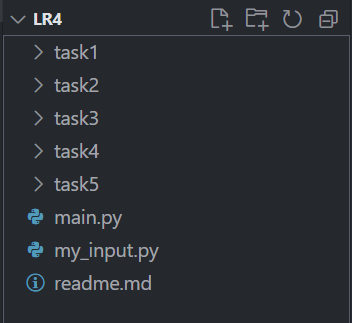 LR4
task1
task2
task3
task4
task5
main.py
my_input.py
readme.md